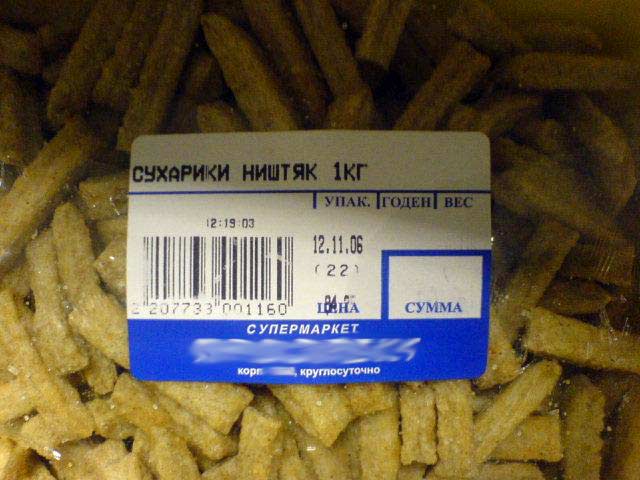 СУХАРИКИ НИШТЯК 1КГ
УПАК. ГОДЕН ВЕС
12:19:03
12.11.06
(22)
2 207733 001160
ЦЕНА СУММА
СУПЕРМАРКЕТ
круглосуточно